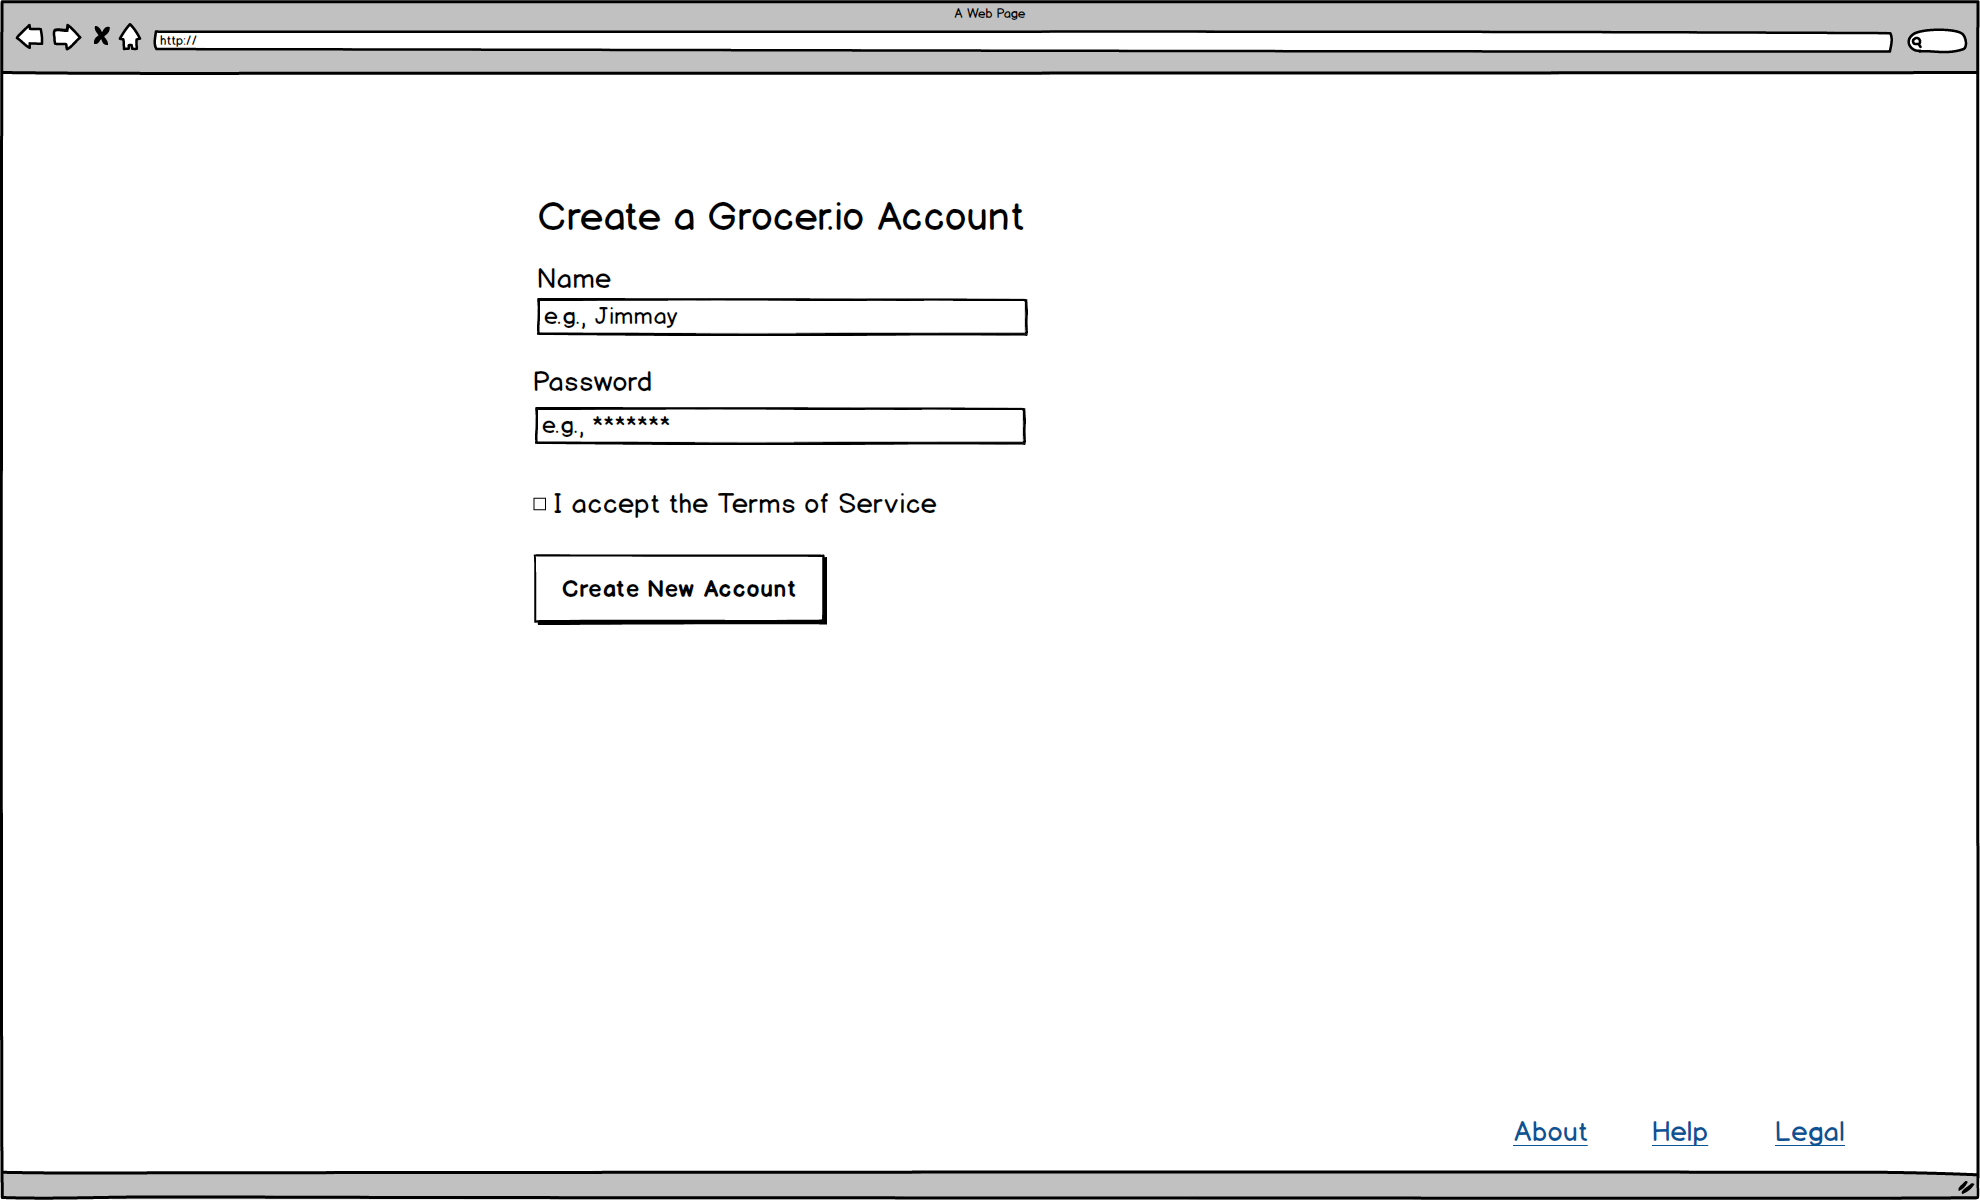 A Web Page
http://
Create a Grocer.io Account
Name
e.g., Jimmay
Password
e.g., *******
I accept the Terms of Service
Create New Account
About Help Legal